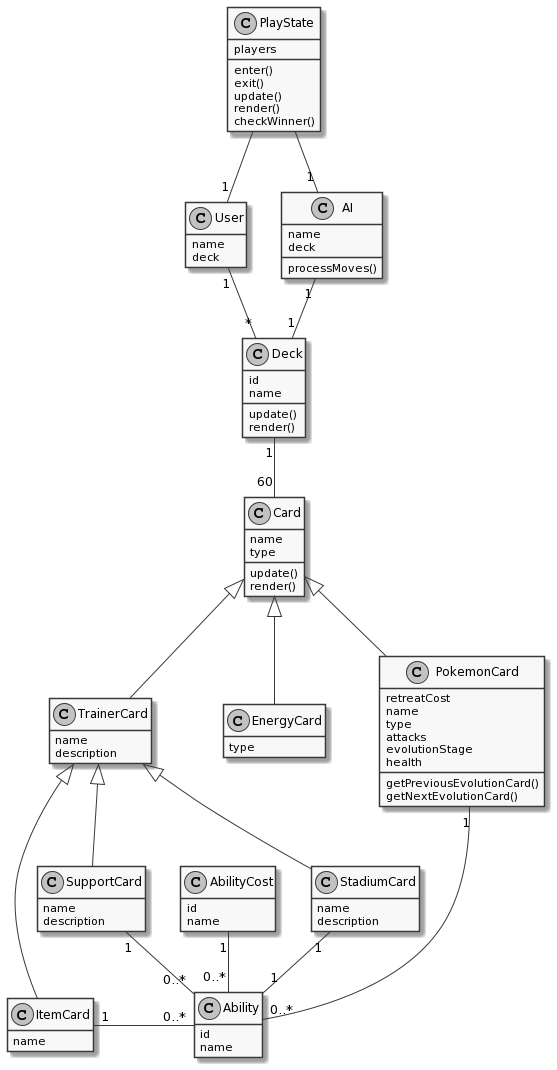 C PlayState
players
enter()
exit()
update()
render()
checkWinner()
1
1
C User
name
deck
C AI
name
deck
processMoves()
1
1
*
1
C Deck
id
name
update()
render()
1
60
C Card
name
type
update()
render()
C TrainerCard
name
description
C EnergyCard
type
C PokemonCard
retreatCost
name
type
attacks
evolutionStage
health
getPreviousEvolutionCard()
getNextEvolutionCard()
1
C SupportCard
name
description
C AbilityCost
id
name
C StadiumCard
name
description
1
1
1
0..*
0..*
1
C ItemCard
name
1
0..*
C Ability
id
name
0..*